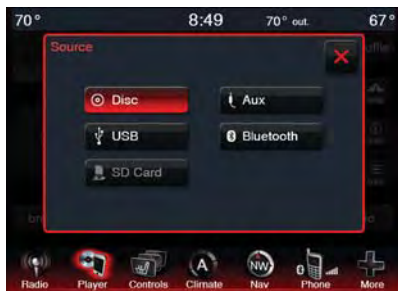 70° 8:49 70° out. 67°
Source
Disc
Aux
USB
Bluetooth
SD Card
A
NW
Radio Player Controls Climate Nav Phone More